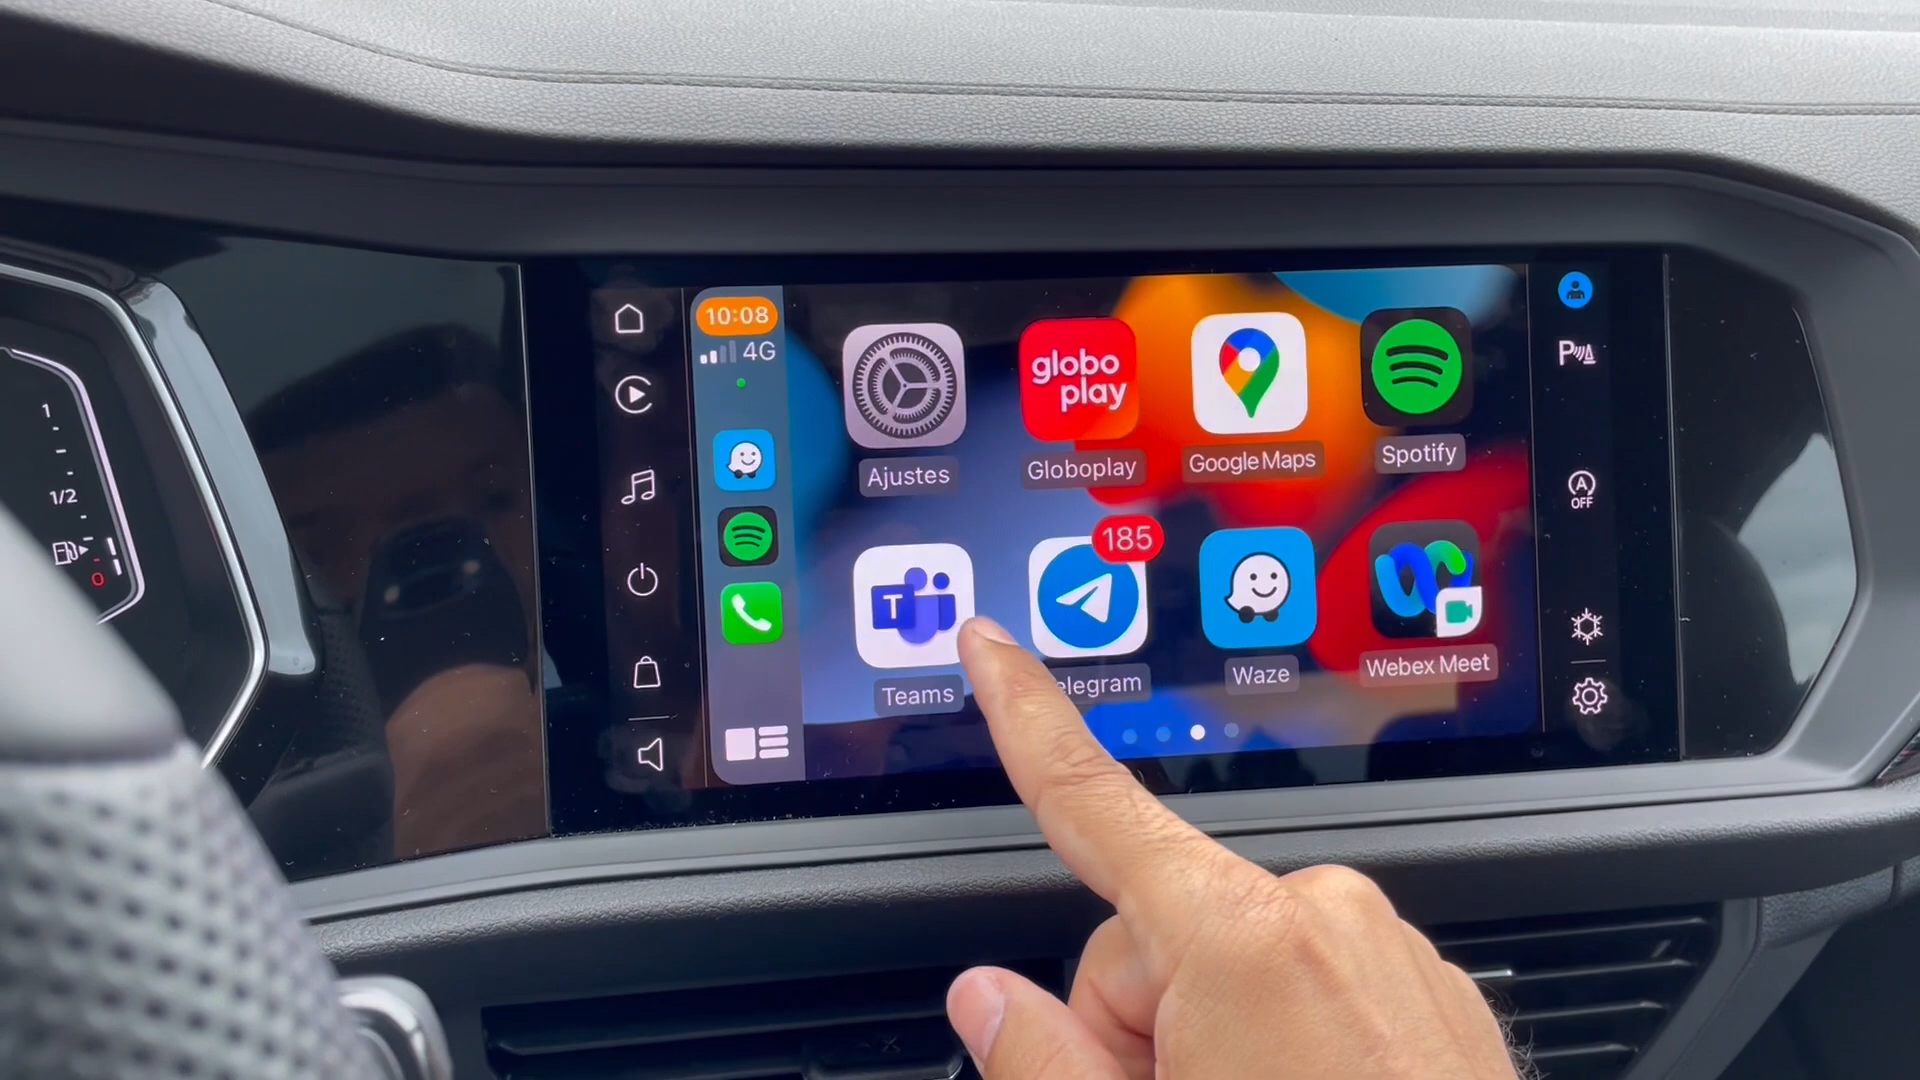 1
1/2
0
10:08
4G
globo
play
Ajustes
Globoplay
Google Maps
Spotify
T
185
Teams
elegram
Waze
Webex Meet
P
A
OFF